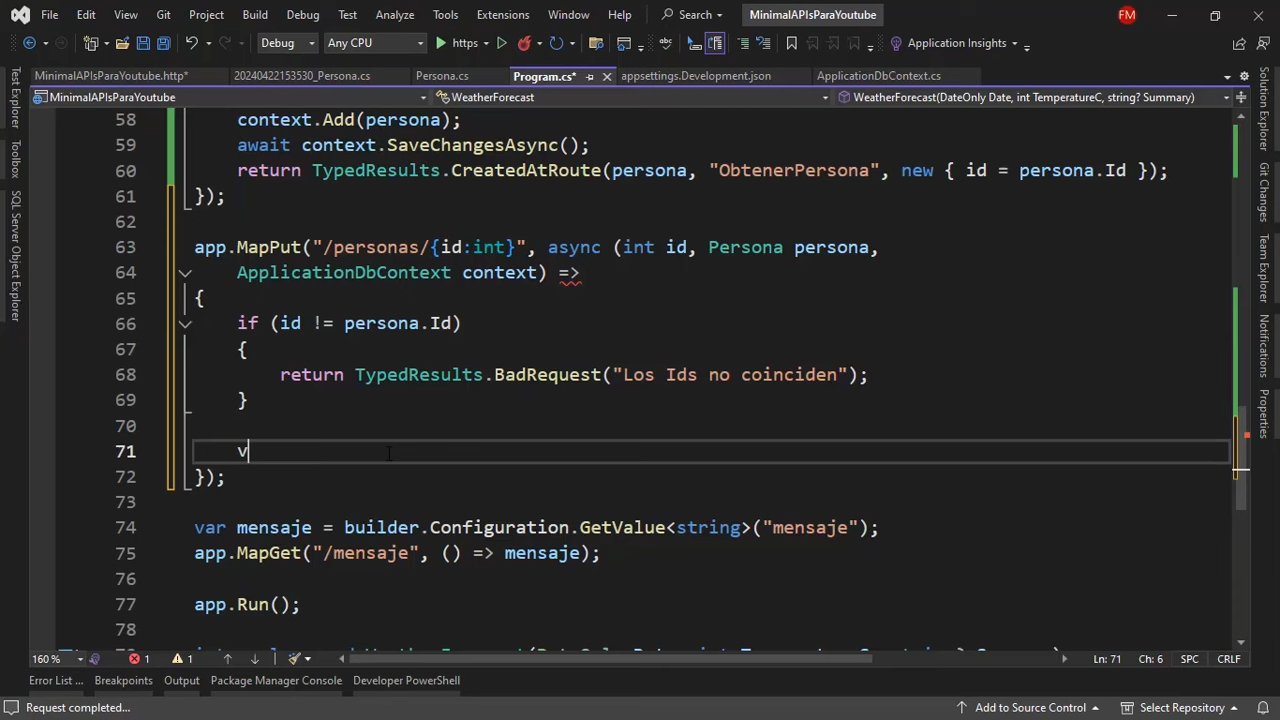 File Edit View Git Project Build Debug Test Analyze Tools Extensions Window Help Search MinimalAPIsParaYoutube FM
Debug Any CPU https Application Insights
MinimalAPIsParaYoutube.http* 20240422153530_Persona.cs Persona.cs Program.cs* appsettings.Development.json ApplicationDbContext.cs
MinimalAPIsParaYoutube WeatherForecast WeatherForecast(DateOnly Date, int TemperatureC, string? Summary)
Test Explorer
Toolbox
SQL Server Object Explorer
58 context.Add(persona);
59 await context.SaveChangesAsync();
60 return TypedResults.CreatedAtRoute(persona, "ObtenerPersona", new { id = persona.Id });
61 });
62
63 app.MapPut("/personas/{id:int}", async (int id, Persona persona,
64 ApplicationDbContext context) =>
65 {
66 if (id != persona.Id)
67 {
68 return TypedResults.BadRequest("Los Ids no coinciden");
69 }
70
71 v
72 });
73
74 var mensaje = builder.Configuration.GetValue<string>("mensaje");
75 app.MapGet("/mensaje", () => mensaje);
76
77 app.Run();
78
Solution Explorer
Git Changes
Team Explorer
Notifications
Properties
160 % 1 1 Ln: 71 Ch: 6 SPC CRLF
Error List ... Breakpoints Output Package Manager Console Developer PowerShell
Request completed... Add to Source Control Select Repository